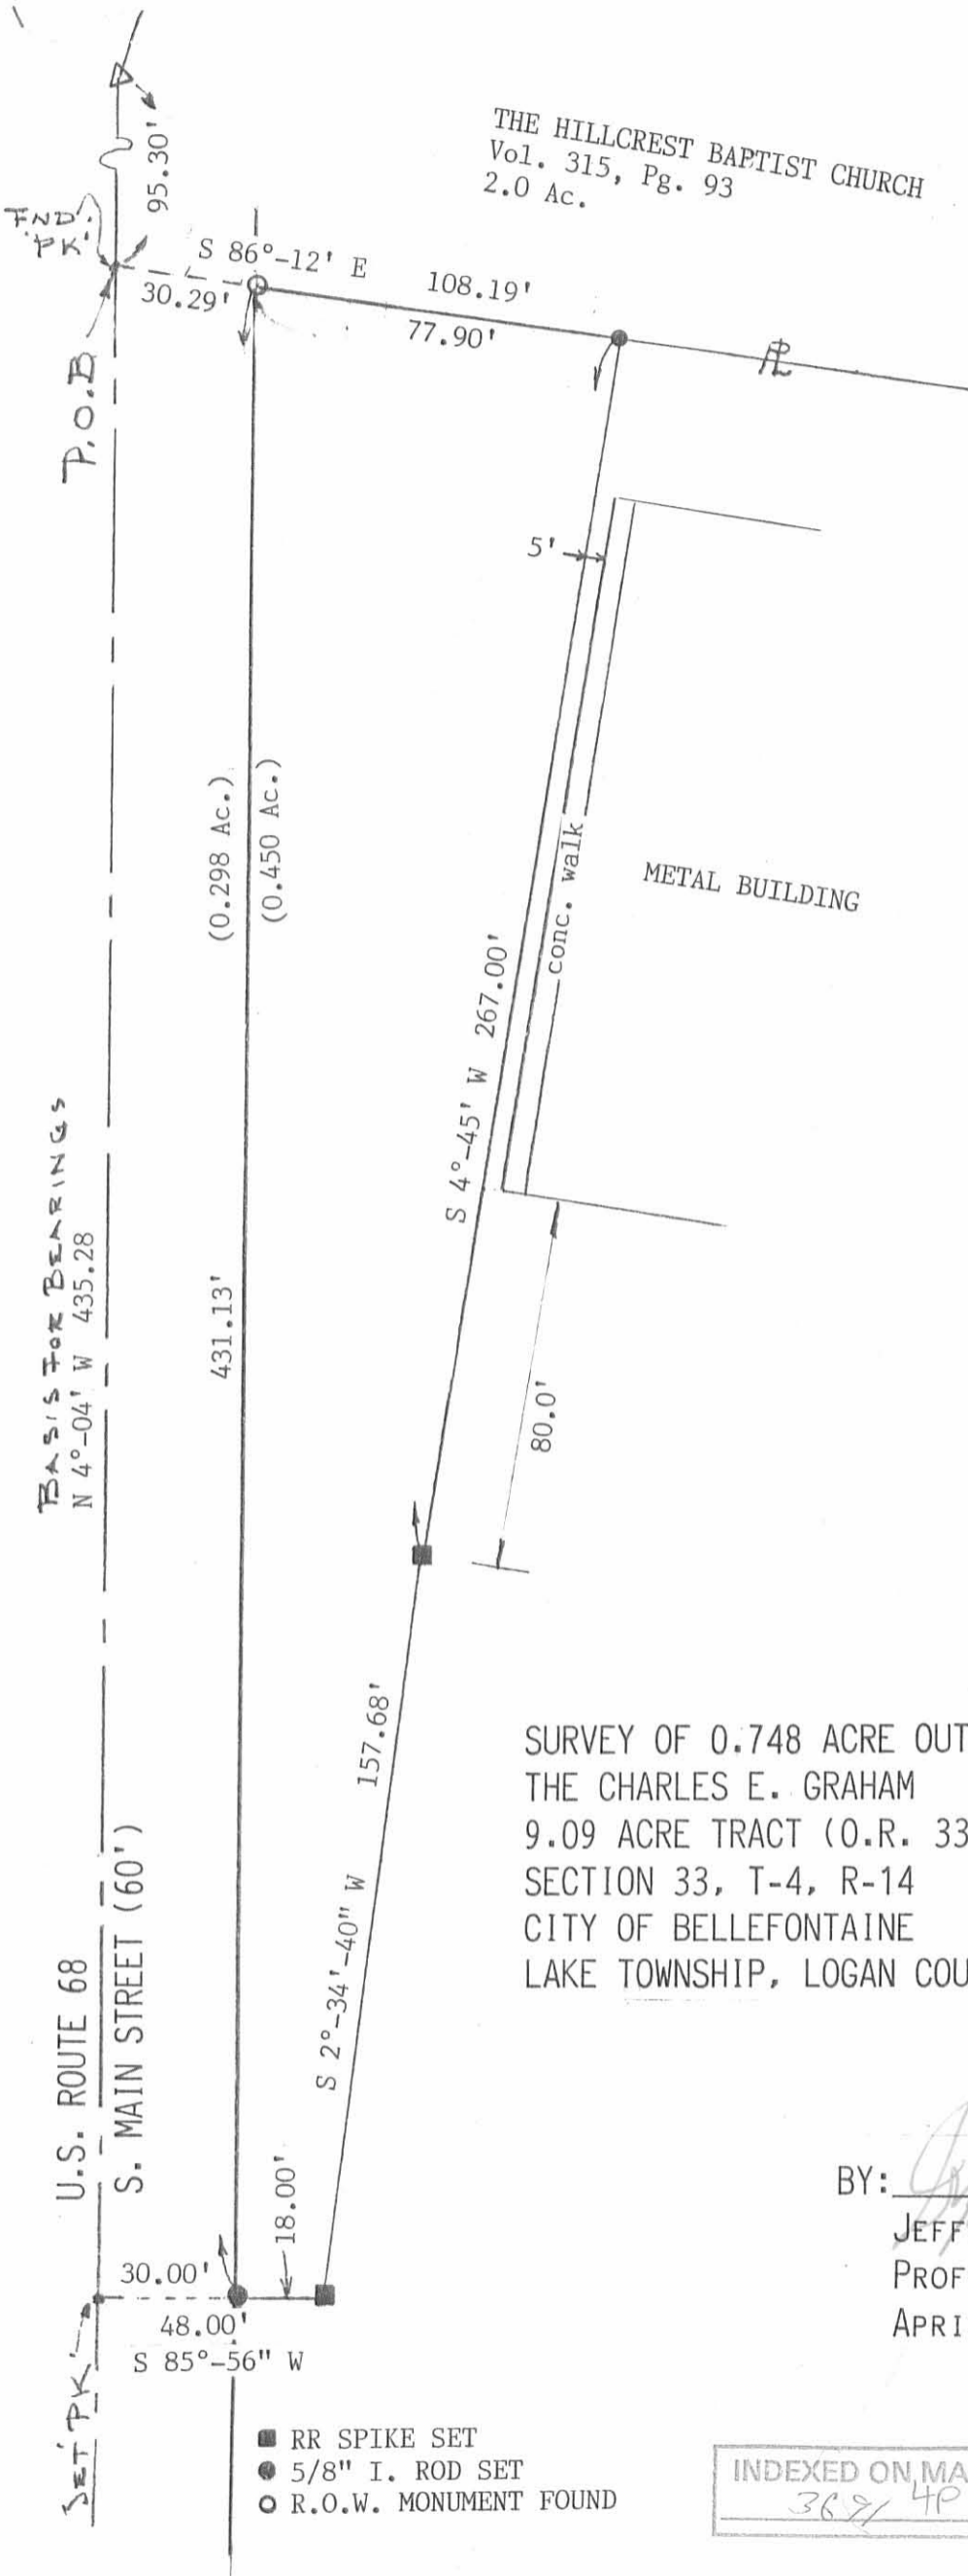 THE HILLCREST BAPTIST CHURCH
Vol. 315, Pg. 93
2.0 Ac.
95.30'
FND.
PK.
S 86°-12' E
30.29'
108.19'
77.90'
PL
P.O.B
5'
(0.298 Ac.)
(0.450 Ac.)
conc. walk
METAL BUILDING
S 4°-45' W 267.00'
BASIS FOR BEARINGS
N 4°-04' W 435.28
431.13'
80.0'
157.68'
S 2°-34'-40" W
SURVEY OF 0.748 ACRE OUT
THE CHARLES E. GRAHAM
9.09 ACRE TRACT (O.R. 33
SECTION 33, T-4, R-14
CITY OF BELLEFONTAINE
LAKE TOWNSHIP, LOGAN COU
U.S. ROUTE 68
S. MAIN STREET (60')
18.00'
30.00'
48.00'
S 85°-56" W
SET PK
BY:
JEFF
PROF
APRI
RR SPIKE SET
5/8" I. ROD SET
R.O.W. MONUMENT FOUND
INDEXED ON MA
3691 4P